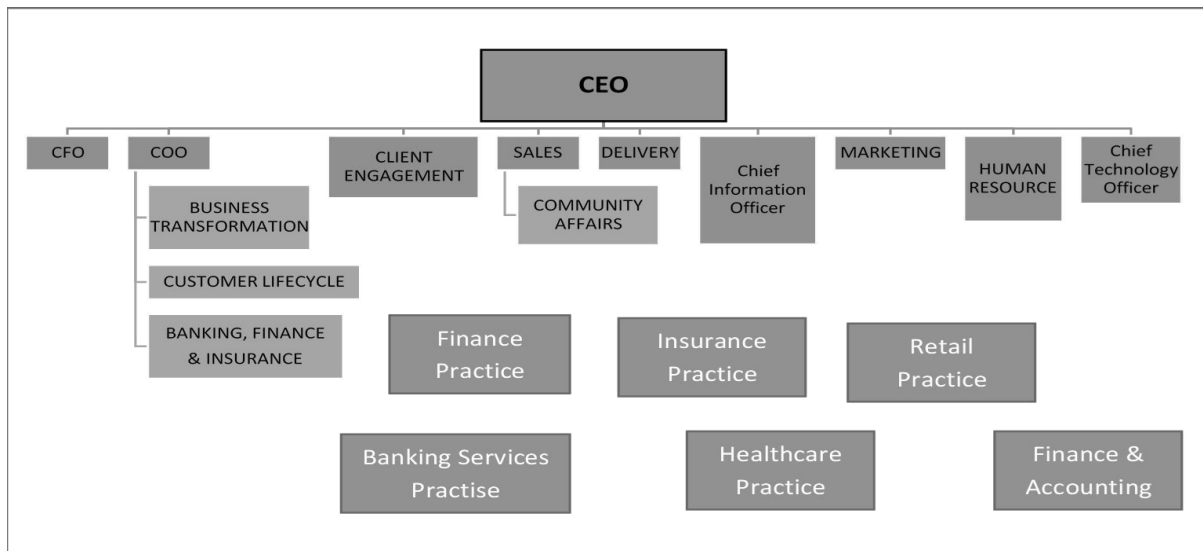 CEO
CFO
COO
CLIENT
ENGAGEMENT
SALES
DELIVERY
Chief
Information
Officer
MARKETING
HUMAN
RESOURCE
Chief
Technology
Officer
BUSINESS
TRANSFORMATION
COMMUNITY
AFFAIRS
CUSTOMER LIFECYCLE
BANKING, FINANCE
& INSURANCE
Finance
Practice
Insurance
Practice
Retail
Practice
Banking Services
Practise
Healthcare
Practice
Finance &
Accounting